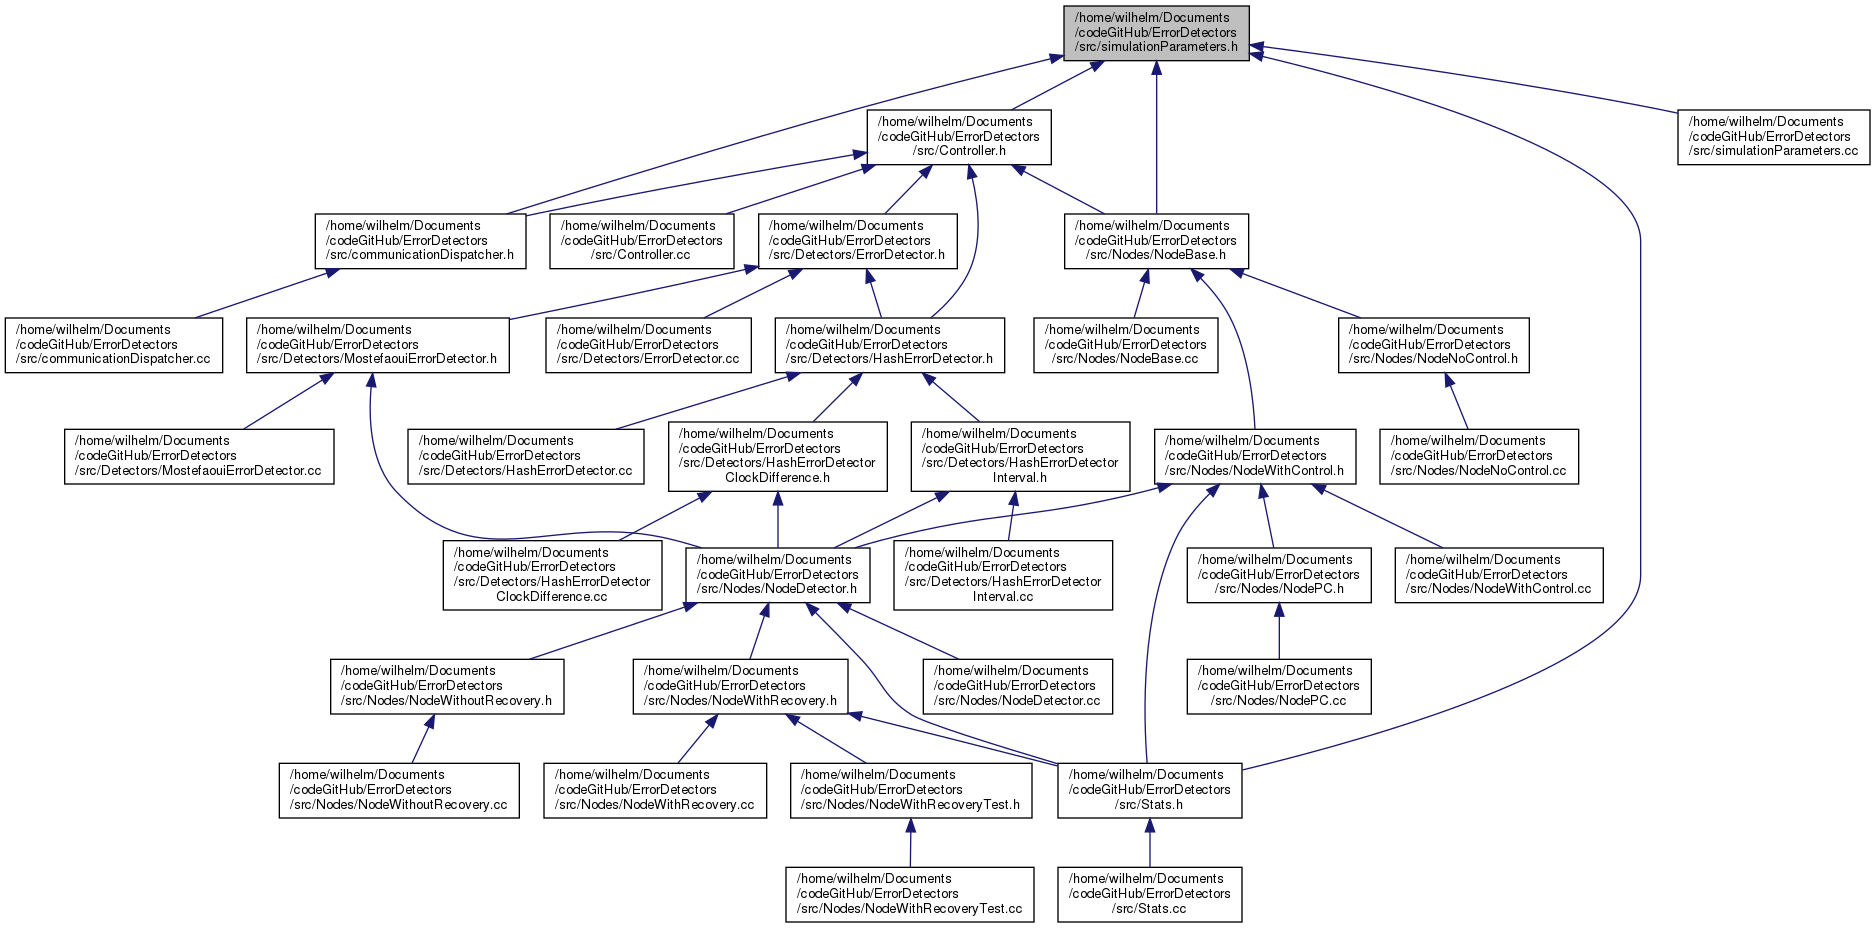 /home/wilhelm/Documents
/codeGitHub/ErrorDetectors
/src/simulationParameters.h
/home/wilhelm/Documents
/codeGitHub/ErrorDetectors
/src/Controller.h
/home/wilhelm/Documents
/codeGitHub/ErrorDetectors
/src/simulationParameters.cc
/home/wilhelm/Documents
/codeGitHub/ErrorDetectors
/src/communicationDispatcher.h
/home/wilhelm/Documents
/codeGitHub/ErrorDetectors
/src/Controller.cc
/home/wilhelm/Documents
/codeGitHub/ErrorDetectors
/src/Detectors/ErrorDetector.h
/home/wilhelm/Documents
/codeGitHub/ErrorDetectors
/src/Nodes/NodeBase.h
/home/wilhelm/Documents
/codeGitHub/ErrorDetectors
/src/communicationDispatcher.cc
/home/wilhelm/Documents
/codeGitHub/ErrorDetectors
/src/Detectors/MostefaouiErrorDetector.h
/home/wilhelm/Documents
/codeGitHub/ErrorDetectors
/src/Detectors/ErrorDetector.cc
/home/wilhelm/Documents
/codeGitHub/ErrorDetectors
/src/Detectors/HashErrorDetector.h
/home/wilhelm/Documents
/codeGitHub/ErrorDetectors
/src/Nodes/NodeBase.cc
/home/wilhelm/Documents
/codeGitHub/ErrorDetectors
/src/Nodes/NodeNoControl.h
/home/wilhelm/Documents
/codeGitHub/ErrorDetectors
/src/Detectors/MostefaouiErrorDetector.cc
/home/wilhelm/Documents
/codeGitHub/ErrorDetectors
/src/Detectors/HashErrorDetector.cc
/home/wilhelm/Documents
/codeGitHub/ErrorDetectors
/src/Detectors/HashErrorDetector
ClockDifference.h
/home/wilhelm/Documents
/codeGitHub/ErrorDetectors
/src/Detectors/HashErrorDetector
Interval.h
/home/wilhelm/Documents
/codeGitHub/ErrorDetectors
/src/Nodes/NodeWithControl.h
/home/wilhelm/Documents
/codeGitHub/ErrorDetectors
/src/Nodes/NodeNoControl.cc
/home/wilhelm/Documents
/codeGitHub/ErrorDetectors
/src/Detectors/HashErrorDetector
ClockDifference.cc
/home/wilhelm/Documents
/codeGitHub/ErrorDetectors
/src/Nodes/NodeDetector.h
/home/wilhelm/Documents
/codeGitHub/ErrorDetectors
/src/Detectors/HashErrorDetector
Interval.cc
/home/wilhelm/Documents
/codeGitHub/ErrorDetectors
/src/Nodes/NodePC.h
/home/wilhelm/Documents
/codeGitHub/ErrorDetectors
/src/Nodes/NodeWithControl.cc
/home/wilhelm/Documents
/codeGitHub/ErrorDetectors
/src/Nodes/NodeWithoutRecovery.h
/home/wilhelm/Documents
/codeGitHub/ErrorDetectors
/src/Nodes/NodeWithRecovery.h
/home/wilhelm/Documents
/codeGitHub/ErrorDetectors
/src/Nodes/NodeDetector.cc
/home/wilhelm/Documents
/codeGitHub/ErrorDetectors
/src/Nodes/NodePC.cc
/home/wilhelm/Documents
/codeGitHub/ErrorDetectors
/src/Nodes/NodeWithoutRecovery.cc
/home/wilhelm/Documents
/codeGitHub/ErrorDetectors
/src/Nodes/NodeWithRecovery.cc
/home/wilhelm/Documents
/codeGitHub/ErrorDetectors
/src/Nodes/NodeWithRecoveryTest.h
/home/wilhelm/Documents
/codeGitHub/ErrorDetectors
/src/Stats.h
/home/wilhelm/Documents
/codeGitHub/ErrorDetectors
/src/Nodes/NodeWithRecoveryTest.cc
/home/wilhelm/Documents
/codeGitHub/ErrorDetectors
/src/Stats.cc